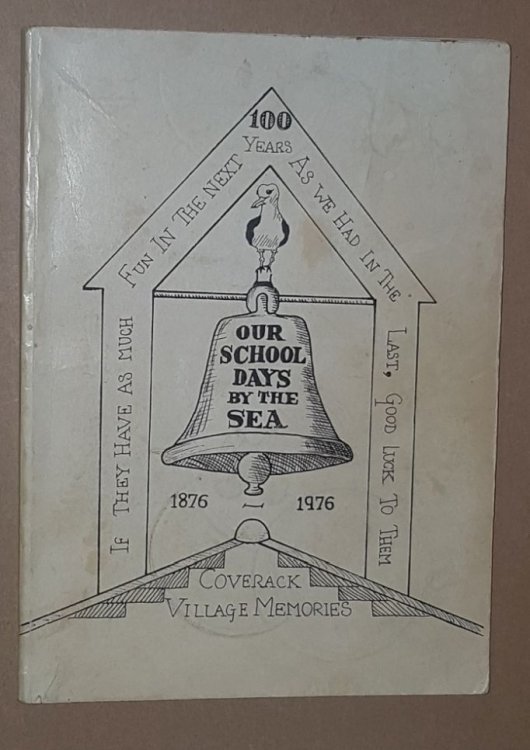 If They Have As Much
Fun In The Next
100
Years
As We Had In The
Last, Good Luck To Them
OUR
SCHOOL
DAYS
BY THE
SEA
1876 — 1976
Coverack
Village Memories